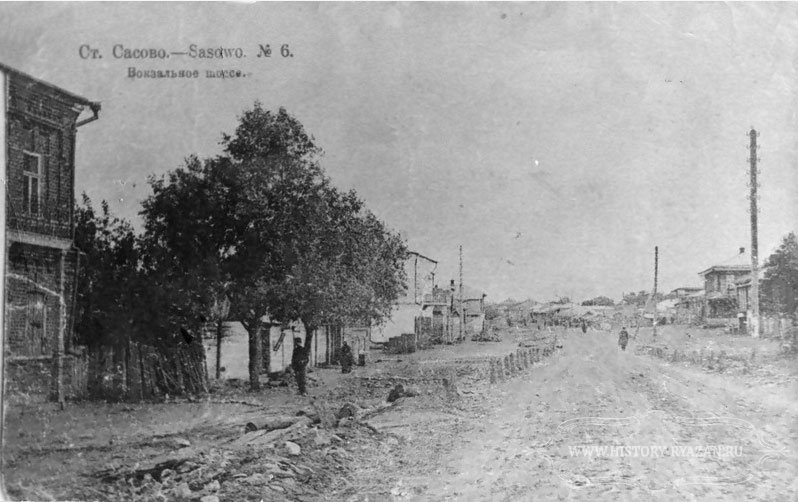 Ст. Сасово.—Sasowo. № 6.
Вокзальное шоссе.
WWW.HISTORY-RYAZAN.RU